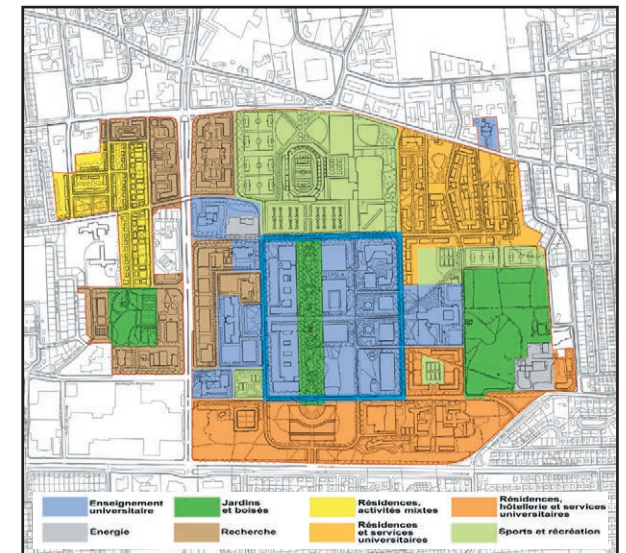 Enseignement
universitaire
Jardins
et boisés
Résidences,
activités mixtes
Résidences,
hôtellerie et services
universitaires
Énergie
Recherche
Résidences
et services
universitaires
Sports et récréation